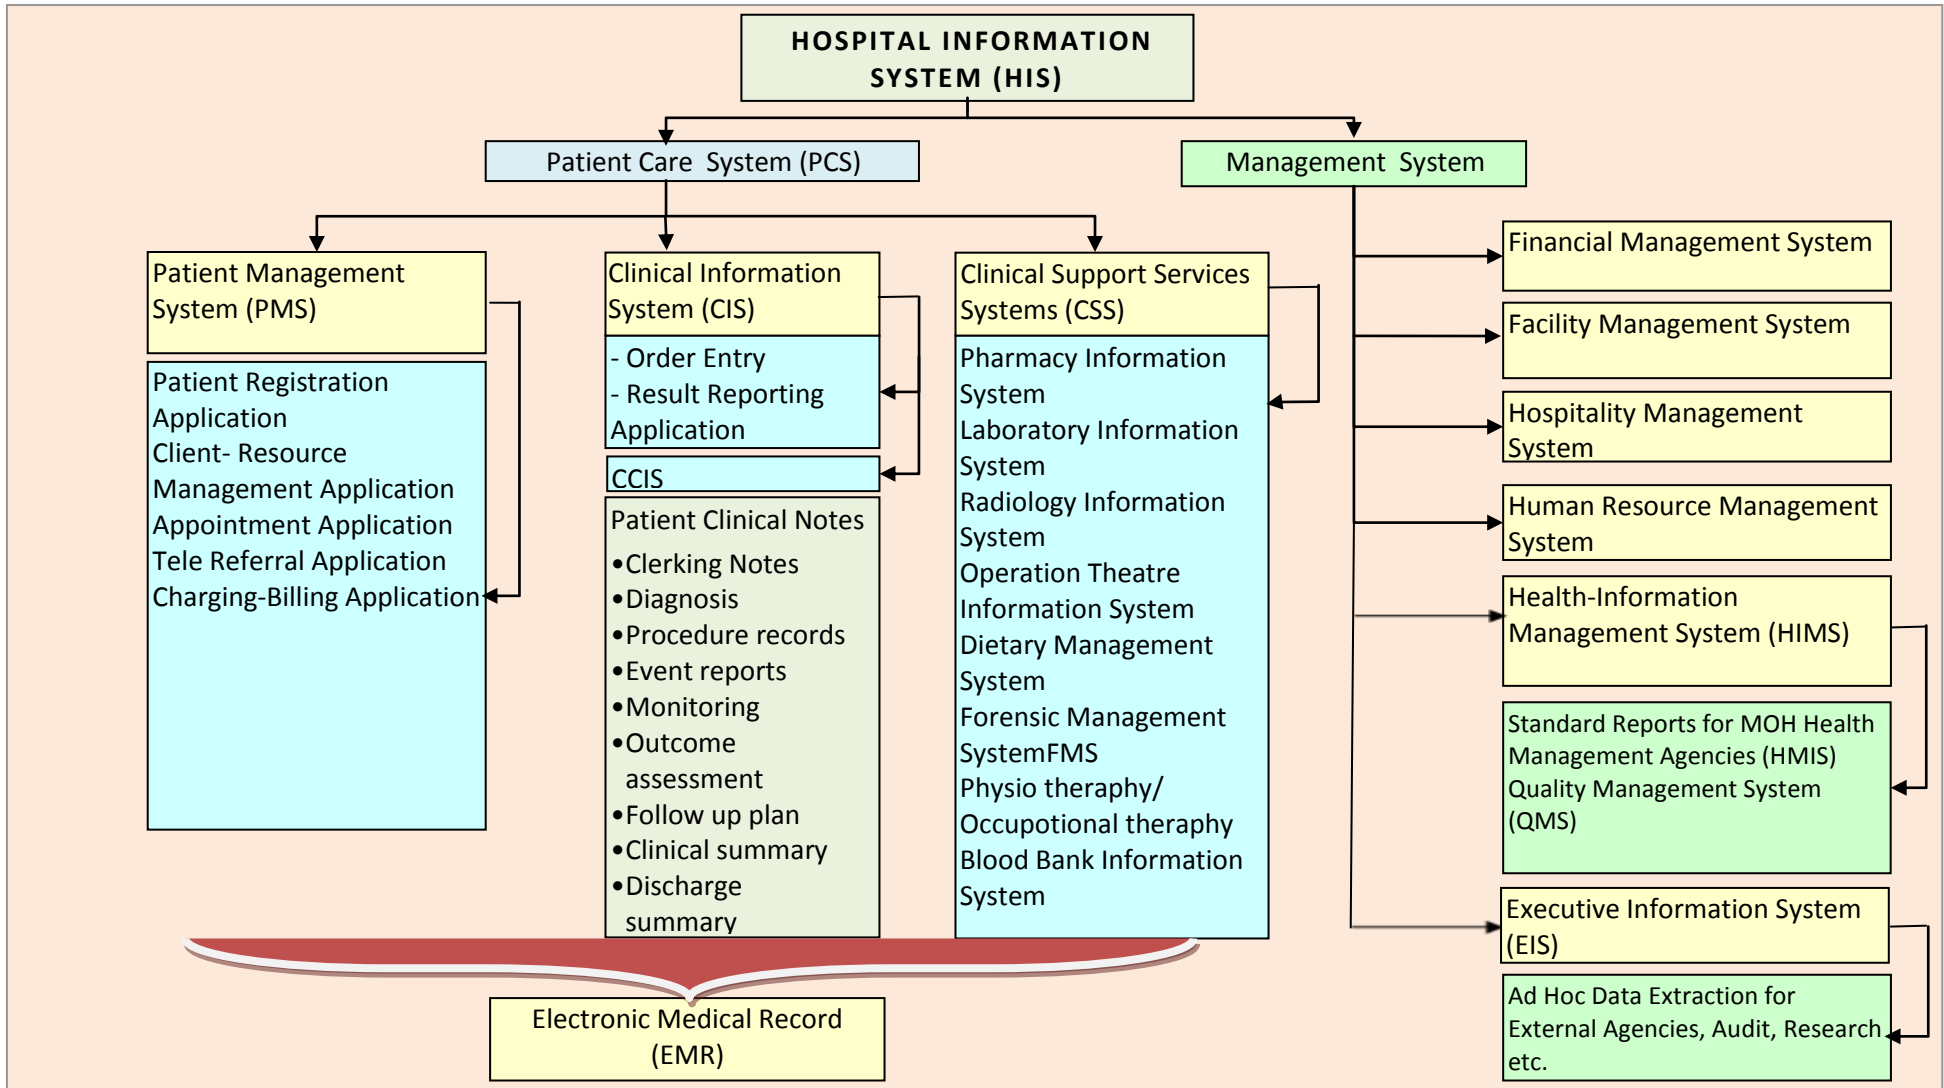 HOSPITAL INFORMATION
SYSTEM (HIS)
Patient Care System (PCS)
Management System
Patient Management
System (PMS)
Patient Registration
Application
Client- Resource
Management Application
Appointment Application
Tele Referral Application
Charging-Billing Application
Clinical Information
System (CIS)
- Order Entry
- Result Reporting
Application
CCIS
Patient Clinical Notes
•Clerking Notes
•Diagnosis
•Procedure records
•Event reports
•Monitoring
•Outcome
assessment
•Follow up plan
•Clinical summary
•Discharge
summary
Clinical Support Services
Systems (CSS)
Pharmacy Information
System
Laboratory Information
System
Radiology Information
System
Operation Theatre
Information System
Dietary Management
System
Forensic Management
SystemFMS
Physio theraphy/
Occupotional theraphy
Blood Bank Information
System
Financial Management System
Facility Management System
Hospitality Management
System
Human Resource Management
System
Health-Information
Management System (HIMS)
Standard Reports for MOH Health
Management Agencies (HMIS)
Quality Management System
(QMS)
Executive Information System
(EIS)
Ad Hoc Data Extraction for
External Agencies, Audit, Research
etc.
Electronic Medical Record
(EMR)